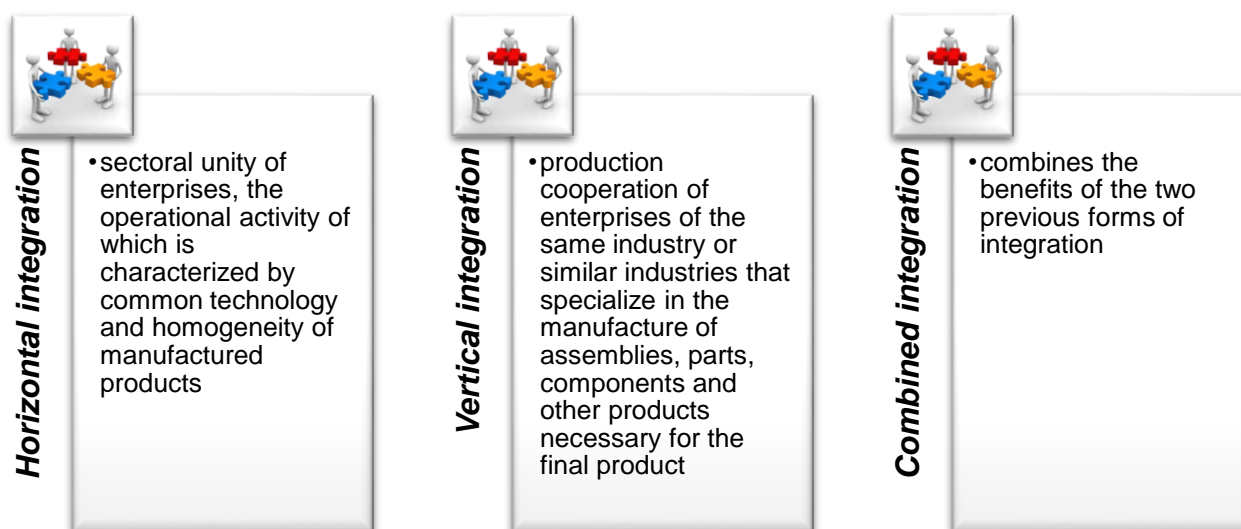 Horizontal integration
•sectoral unity of
enterprises, the
operational activity of
which is
characterized by
common technology
and homogeneity of
manufactured
products
Vertical integration
•production
cooperation of
enterprises of the
same industry or
similar industries that
specialize in the
manufacture of
assemblies, parts,
components and
other products
necessary for the
final product
Combined integration
•combines the
benefits of the two
previous forms of
integration